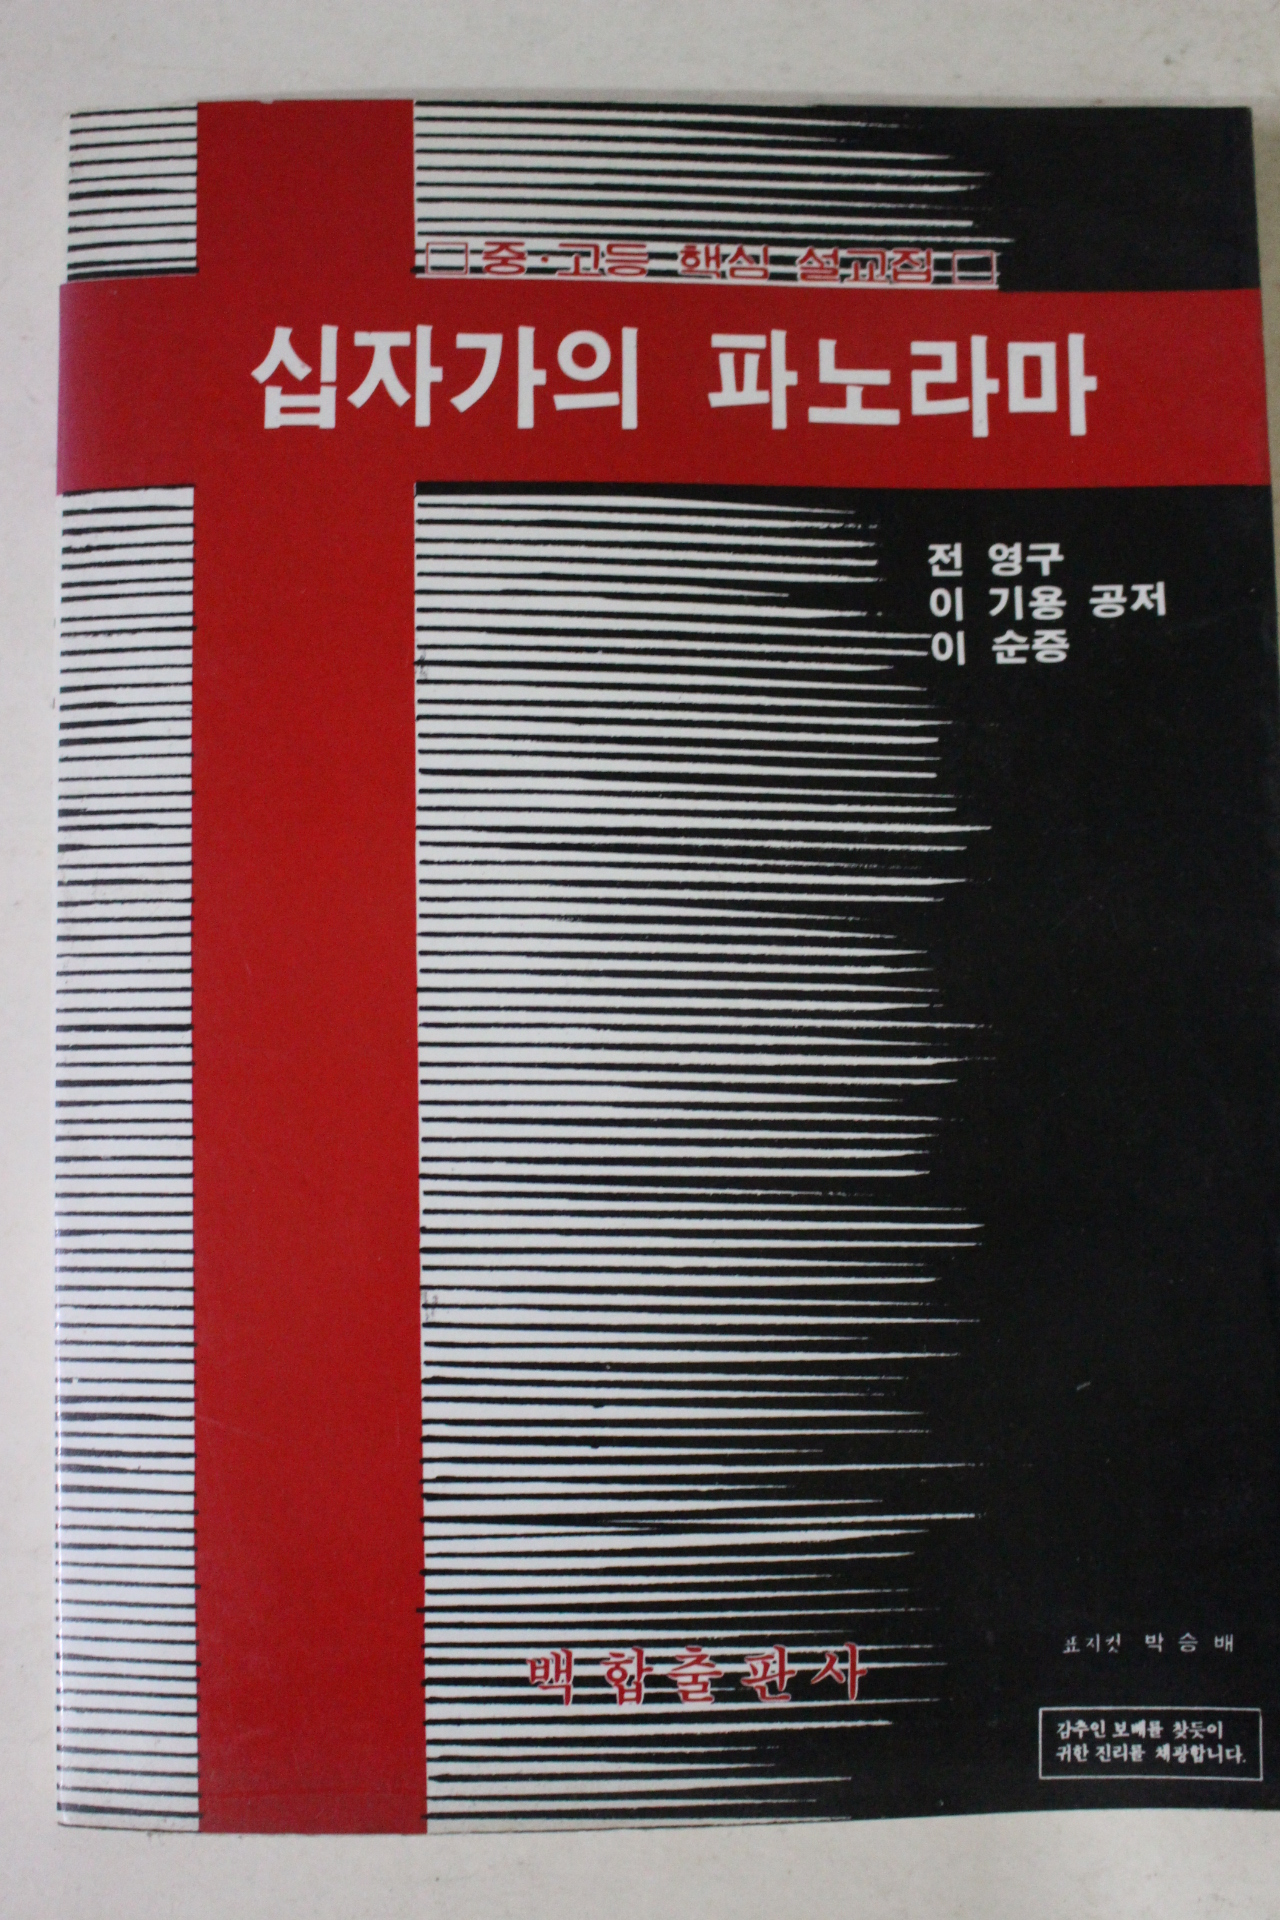 □ 중·고등 핵심 설교집 □
십자가의 파노라마
전 영구
이 기용 공저
이 순증
백합출판사
표지컷 박승배
감추인 보배를 찾듯이
귀한 진리를 채광합니다.